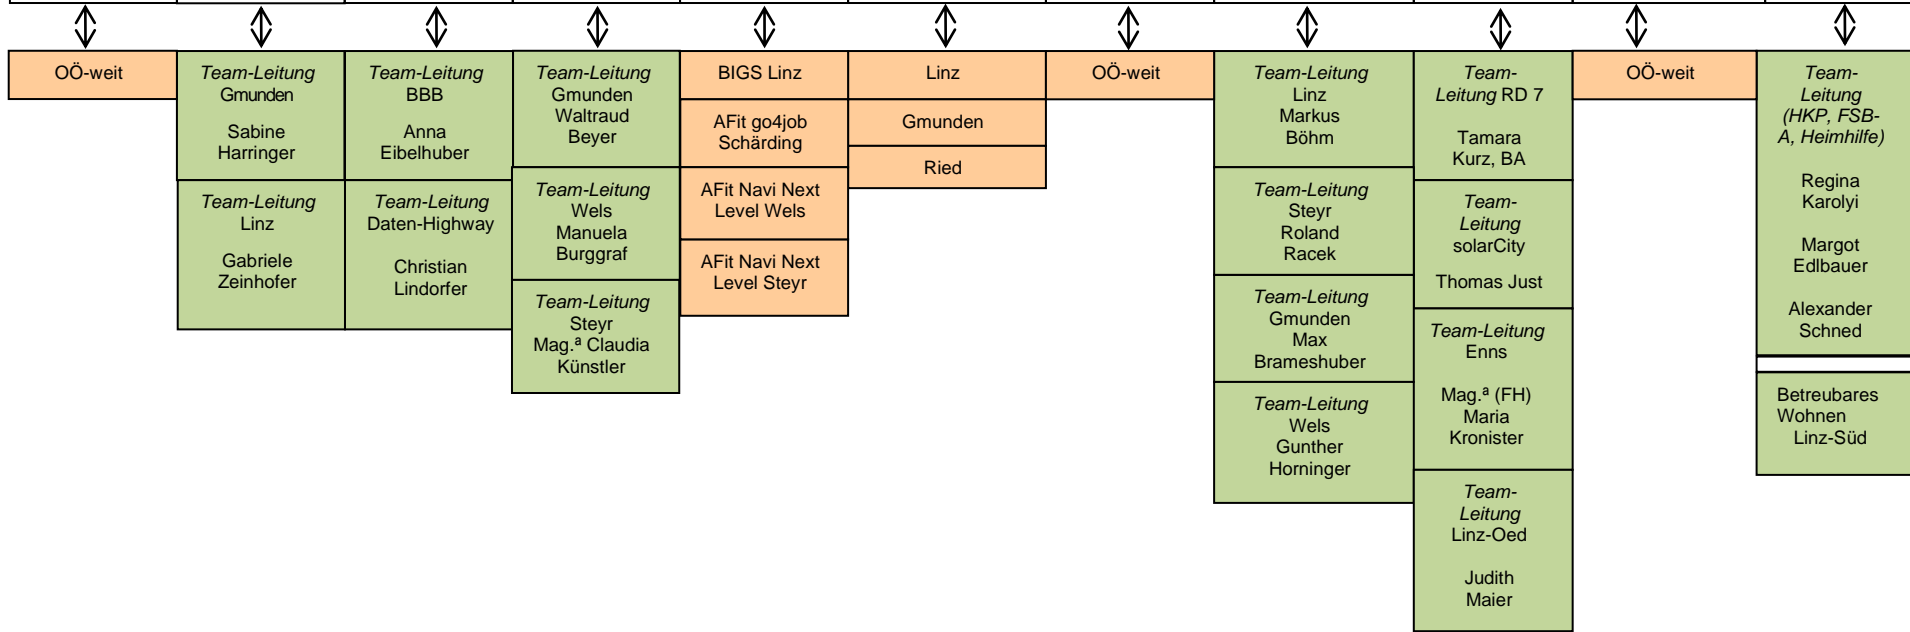 OÖ-weit
Team-Leitung
Gmunden
Sabine
Harringer
Team-Leitung
Linz
Gabriele
Zeinhofer
Team-Leitung
BBB
Anna
Eibelhuber
Team-Leitung
Daten-Highway
Christian
Lindorfer
Team-Leitung
Gmunden
Waltraud
Beyer
Team-Leitung
Wels
Manuela
Burggraf
Team-Leitung
Steyr
Mag.ª Claudia
Künstler
BIGS Linz
AFit go4job
Schärding
AFit Navi Next
Level Wels
AFit Navi Next
Level Steyr
Linz
Gmunden
Ried
OÖ-weit
Team-Leitung
Linz
Markus
Böhm
Team-Leitung
Steyr
Roland
Racek
Team-Leitung
Gmunden
Max
Brameshuber
Team-Leitung
Wels
Gunther
Horninger
Team-
Leitung RD 7
Tamara
Kurz, BA
Team-
Leitung
solarCity
Thomas Just
Team-Leitung
Enns
Mag.ª (FH)
Maria
Kronister
Team-
Leitung
Linz-Oed
Judith
Maier
OÖ-weit
Team-
Leitung
(HKP, FSB-
A, Heimhilfe)
Regina
Karolyi
Margot
Edlbauer
Alexander
Schned
Betreubares
Wohnen
Linz-Süd